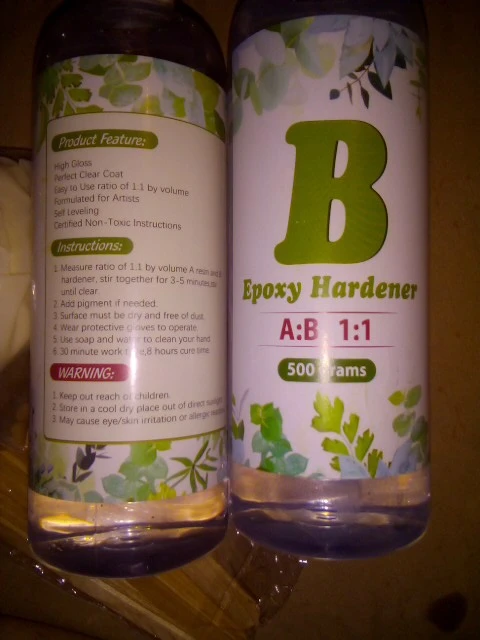 Product Feature:
High Gloss
Perfect Clear Coat
Easy to Use ratio of 1:1 by volume
Formulated for Artists
Self Leveling
Certified Non-Toxic Instructions
Instructions:
1. Measure ratio of 1:1 by volume A resin
hardener, stir together for 3-5 minutes,
until clear.
2. Add pigment if needed.
3. Surface must be dry and free of dust.
4. Wear protective gloves to operate.
5. Use soap and water to clean your hand
6. 30 minute work ,8 hours cure time.
WARNING:
1. Keep out reach children.
2. Store in a cool dry place out of direct
3. May cause eye/skin irritation or allergic
B
Epoxy Hardener
A:B 1:1
500